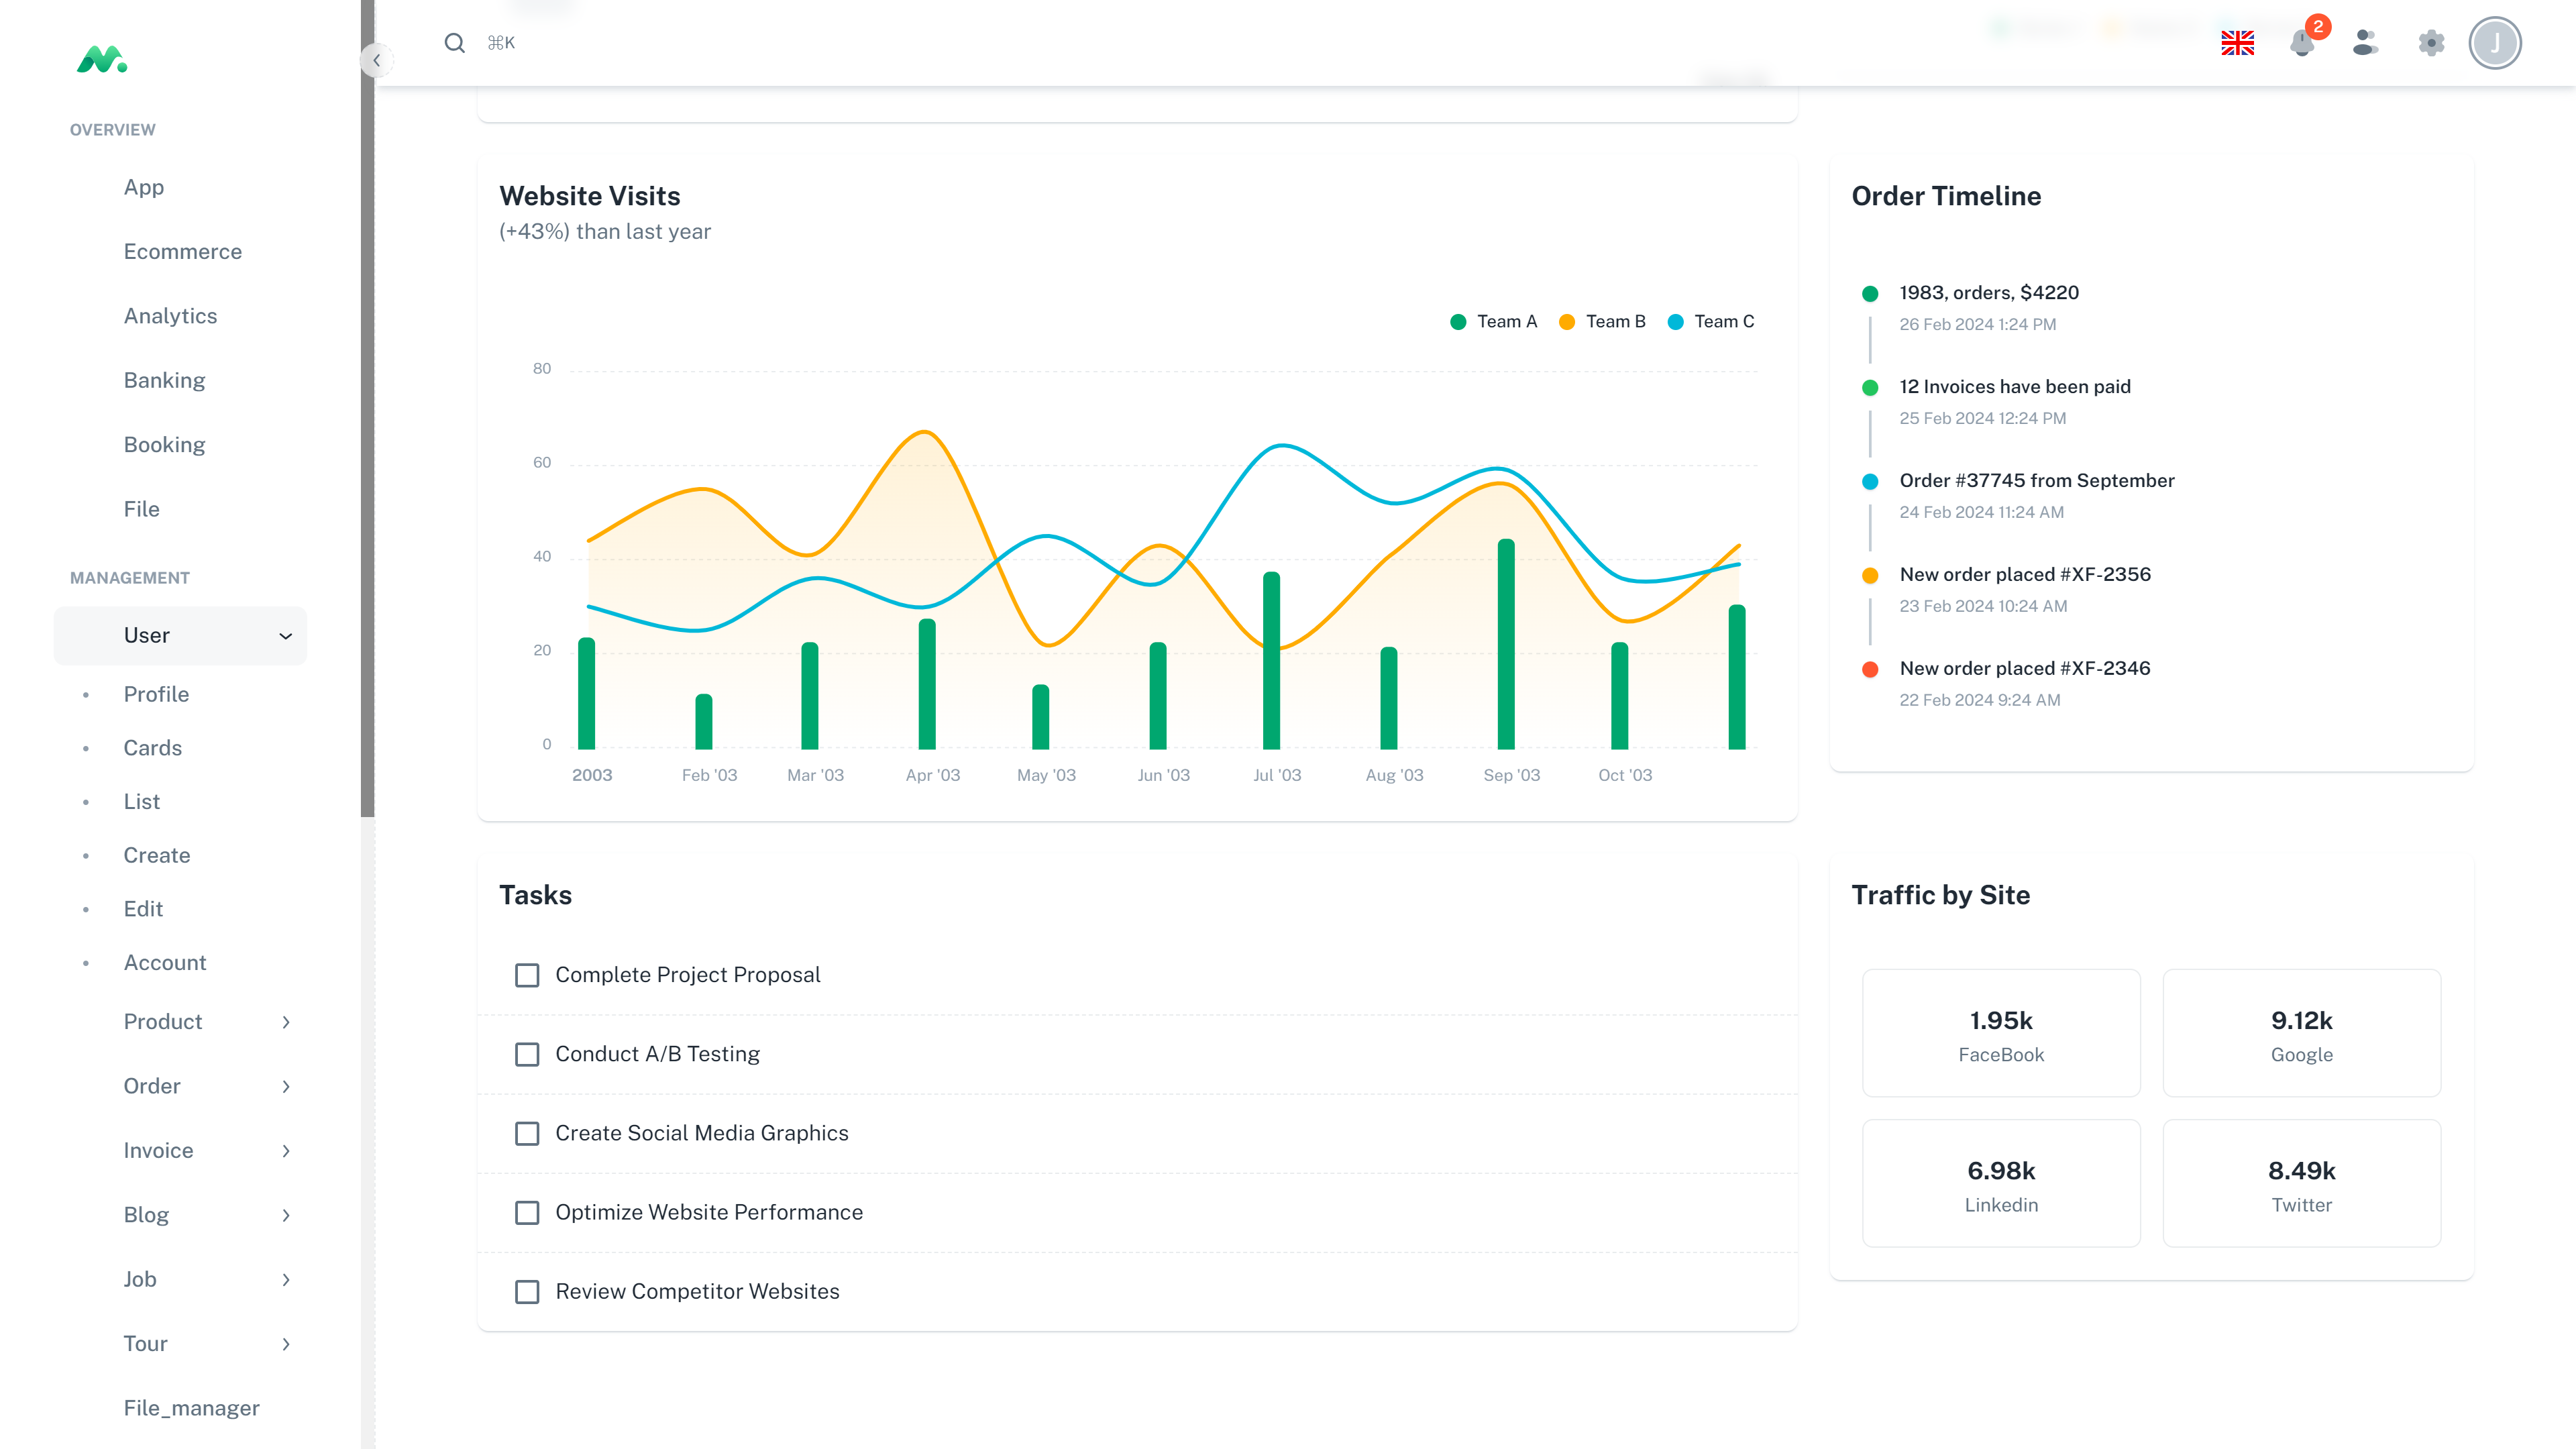 OVERVIEW
App
Ecommerce
Analytics
Banking
Booking
File
MANAGEMENT
User
Profile
Cards
List
Create
Edit
Account
Product
Order
Invoice
Blog
Job
Tour
File_manager
⌘K
2
J
Website Visits
(+43%) than last year
Team A
Team B
Team C
80
60
40
20
0
2003
Feb '03
Mar '03
Apr '03
May '03
Jun '03
Jul '03
Aug '03
Sep '03
Oct '03
Order Timeline
1983, orders, $4220
26 Feb 2024 1:24 PM
12 Invoices have been paid
25 Feb 2024 12:24 PM
Order #37745 from September
24 Feb 2024 11:24 AM
New order placed #XF-2356
23 Feb 2024 10:24 AM
New order placed #XF-2346
22 Feb 2024 9:24 AM
Tasks
Complete Project Proposal
Conduct A/B Testing
Create Social Media Graphics
Optimize Website Performance
Review Competitor Websites
Traffic by Site
1.95k
FaceBook
9.12k
Google
6.98k
Linkedin
8.49k
Twitter